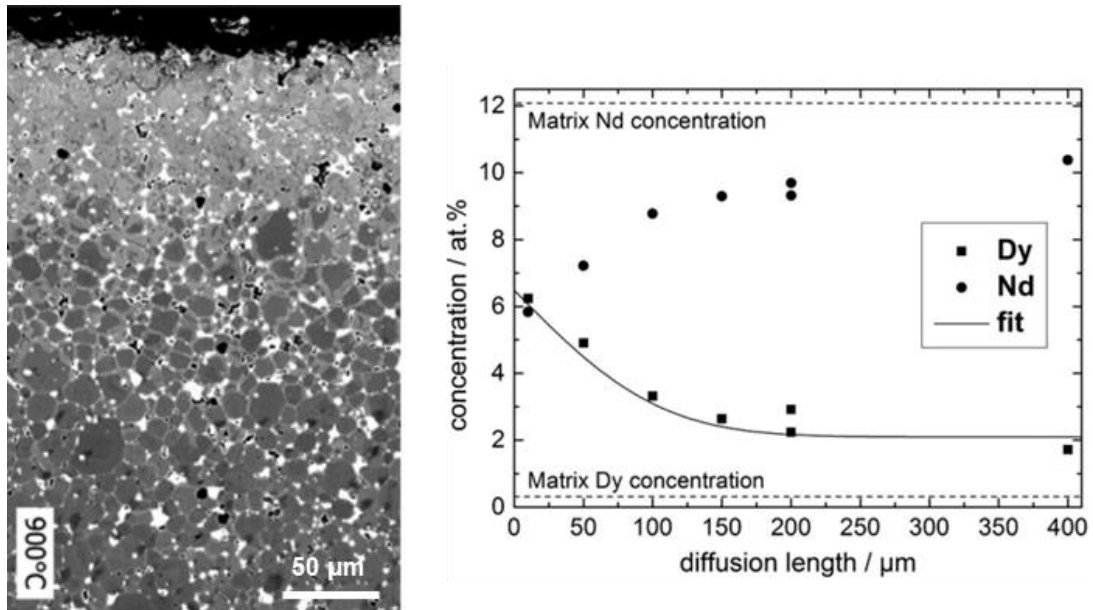 900°C
50 µm
concentration / at.%
12
10
8
6
4
2
0
Matrix Nd concentration
Dy
Nd
fit
Matrix Dy concentration
0 50 100 150 200 250 300 350 400
diffusion length / µm